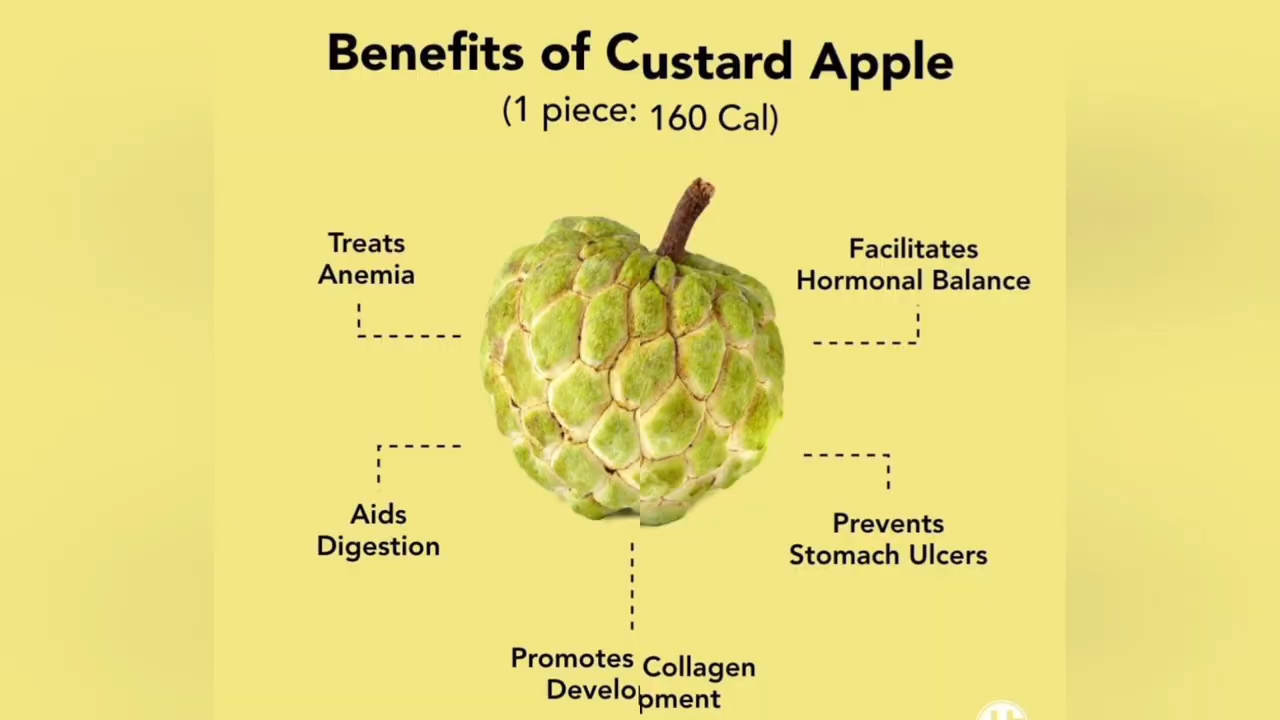 Benefits of Custard Apple
(1 piece: 160 Cal)
Treats
Anemia
Facilitates
Hormonal Balance
Aids
Digestion
Prevents
Stomach Ulcers
Promotes Collagen
Development